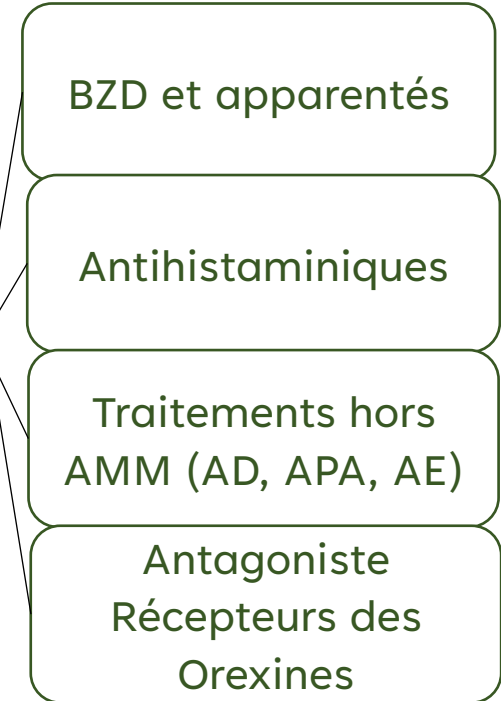 BZD et apparentés
Antihistaminiques
Traitements hors
AMM (AD, APA, AE)
Antagoniste
Récepteurs des
Orexines